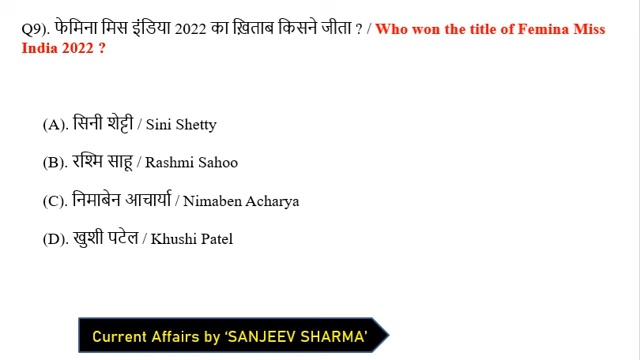 Q9). फेमिना मिस इंडिया 2022 का ख़िताब किसने जीता ? / Who won the title of Femina Miss
India 2022 ?
(A). सिनी शेट्टी / Sini Shetty
(B). रश्मि साहू / Rashmi Sahoo
(C). निमाबेन आचार्या / Nimaben Acharya
(D). खुशी पटेल / Khushi Patel
Current Affairs by ‘SANJEEV SHARMA’